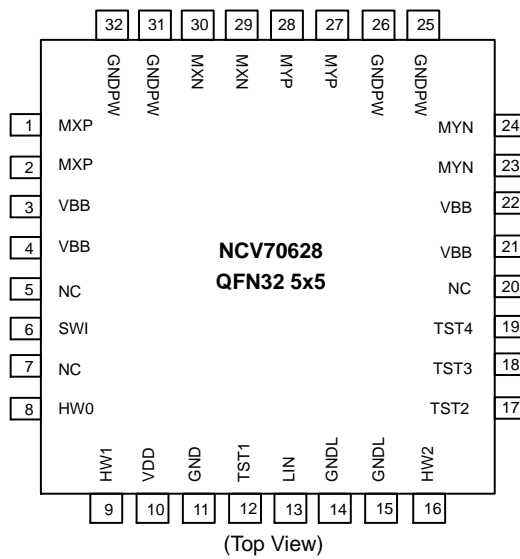 32 31 30 29 28 27 26 25
GNDPW GNDPW MXN MXN MYP MYP GNDPW GNDPW
1 MXP MYN 24
2 MXP MYN 23
3 VBB VBB 22
4 VBB VBB 21
NCV70628
QFN32 5x5
5 NC NC 20
6 SWI TST4 19
7 NC TST3 18
8 HW0 TST2 17
HW1 VDD GND TST1 LIN GNDL GNDL HW2
9 10 11 12 13 14 15 16
(Top View)